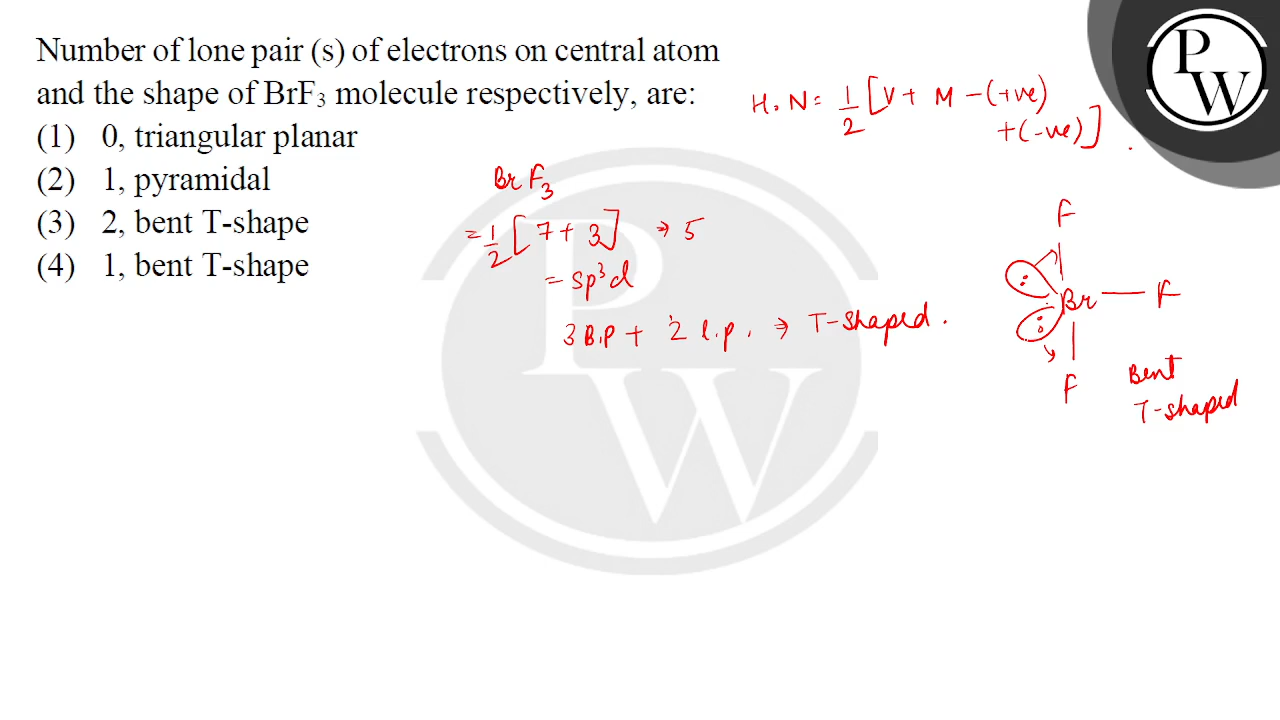 Number of lone pair (s) of electrons on central atom
and the shape of BrF₃ molecule respectively, are:
(1) 0, triangular planar
(2) 1, pyramidal
(3) 2, bent T-shape
(4) 1, bent T-shape
H.N = 1/2 [V + M - (+ve)
+ (-ve)]
BrF₃
= 1/2 [7 + 3] → 5
= sp³d
3 B.P + 2 l.p. ⇒ T-shaped.
F
Br — F
F
Bent
T-shaped
P
W
P
W